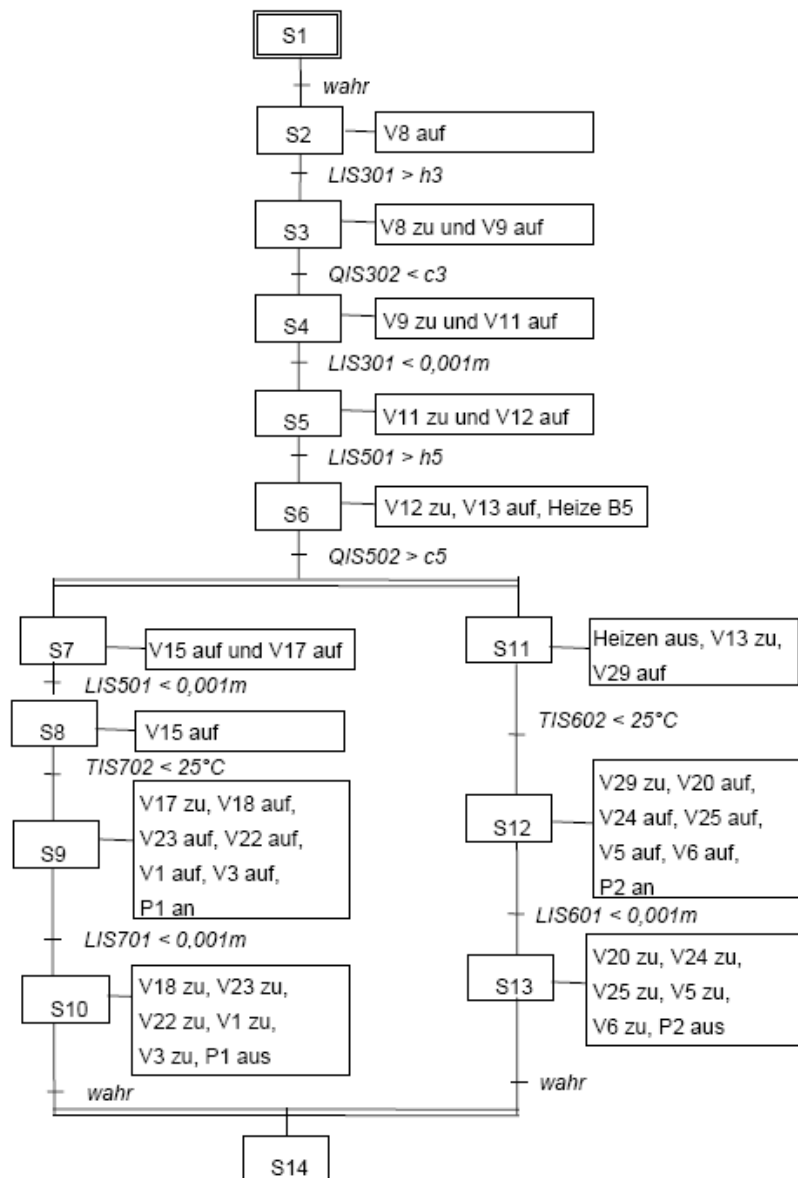 S1
wahr
S2
V8 auf
LIS301 > h3
S3
V8 zu und V9 auf
QIS302 < c3
S4
V9 zu und V11 auf
LIS301 < 0,001m
S5
V11 zu und V12 auf
LIS501 > h5
S6
V12 zu, V13 auf, Heize B5
QIS502 > c5
S7
V15 auf und V17 auf
LIS501 < 0,001m
S8
V15 auf
TIS702 < 25°C
S9
V17 zu, V18 auf,
V23 auf, V22 auf,
V1 auf, V3 auf,
P1 an
LIS701 < 0,001m
S10
V18 zu, V23 zu,
V22 zu, V1 zu,
V3 zu, P1 aus
wahr
S11
Heizen aus, V13 zu,
V29 auf
TIS602 < 25°C
S12
V29 zu, V20 auf,
V24 auf, V25 auf,
V5 auf, V6 auf,
P2 an
LIS601 < 0,001m
S13
V20 zu, V24 zu,
V25 zu, V5 zu,
V6 zu, P2 aus
wahr
S14